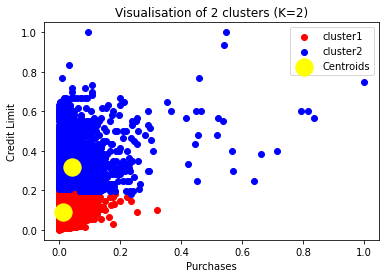 Visualisation of 2 clusters (K=2)
cluster1
cluster2
Centroids
1.0
0.8
0.6
0.4
0.2
0.0
Credit Limit
0.0 0.2 0.4 0.6 0.8 1.0
Purchases